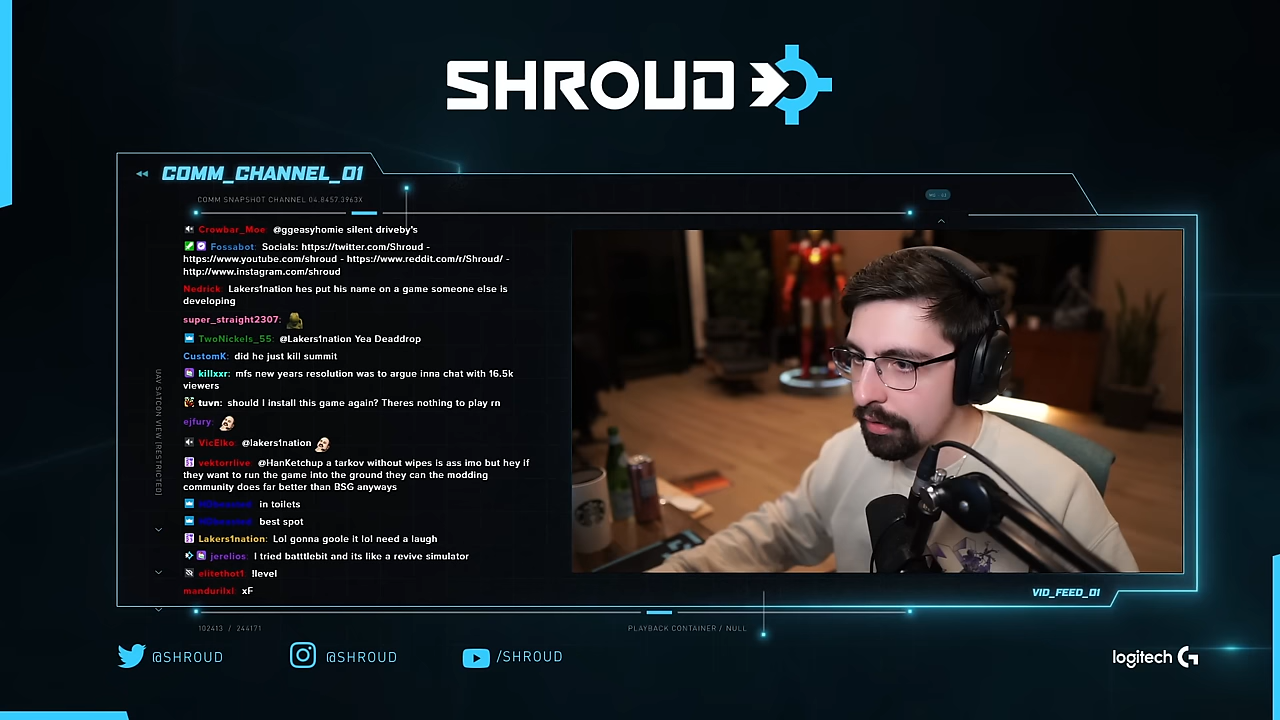 SHROUD
COMM_CHANNEL_01
COMM SNAPSHOT CHANNEL 04.8457.3963X
Crowbar_Moe: @ggeasyhomie silent driveby's
Fossabot: Socials: https://twitter.com/Shroud -
https://www.youtube.com/shroud - https://www.reddit.com/r/Shroud/ -
http://www.instagram.com/shroud
Nedrick: Lakers1nation hes put his name on a game someone else is
developing
super_straight2307:
TwoNickels_55: @Lakers1nation Yea Deaddrop
CustomK: did he just kill summit
killxxr: mfs new years resolution was to argue inna chat with 16.5k
viewers
tuvn: should I install this game again? Theres nothing to play rn
ejfury:
VicElko: @lakers1nation
vektorrlive: @HanKetchup a tarkov without wipes is ass imo but hey if
they want to run the game into the ground they can the modding
community does far better than BSG anyways
in toilets
best spot
Lakers1nation: Lol gonna goole it lol need a laugh
jerelios: I tried batttlebit and its like a revive simulator
elitethot1: !level
mandurilxl: xF
UAV SATCON VIEW [RESTRICTED]
VID_FEED_01
102413 / 244171
PLAYBACK CONTAINER / NULL
@SHROUD
@SHROUD
/SHROUD
logitech G